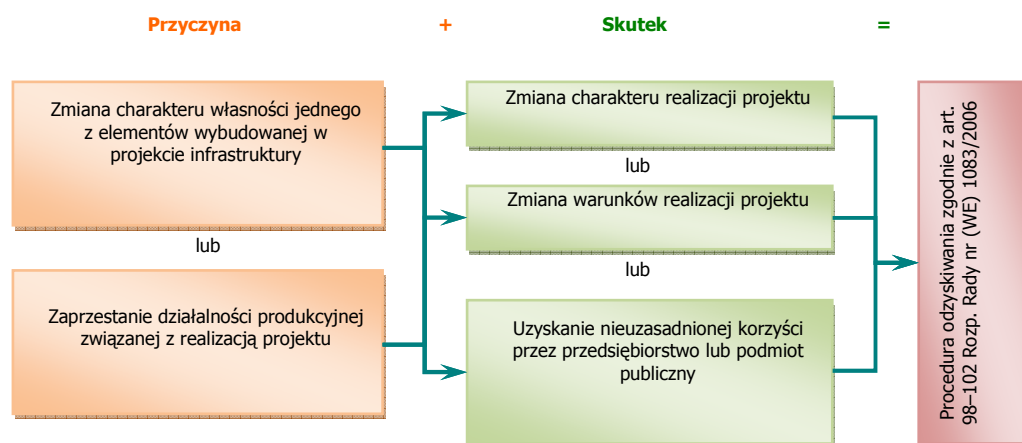 Przyczyna + Skutek =
Zmiana charakteru własności jednego
z elementów wybudowanej w
projekcie infrastruktury
lub
Zaprzestanie działalności produkcyjnej
związanej z realizacją projektu
Zmiana charakteru realizacji projektu
lub
Zmiana warunków realizacji projektu
lub
Uzyskanie nieuzasadnionej korzyści
przez przedsiębiorstwo lub podmiot
publiczny
Procedura odzyskiwania zgodnie z art.
98–102 Rozp. Rady nr (WE) 1083/2006